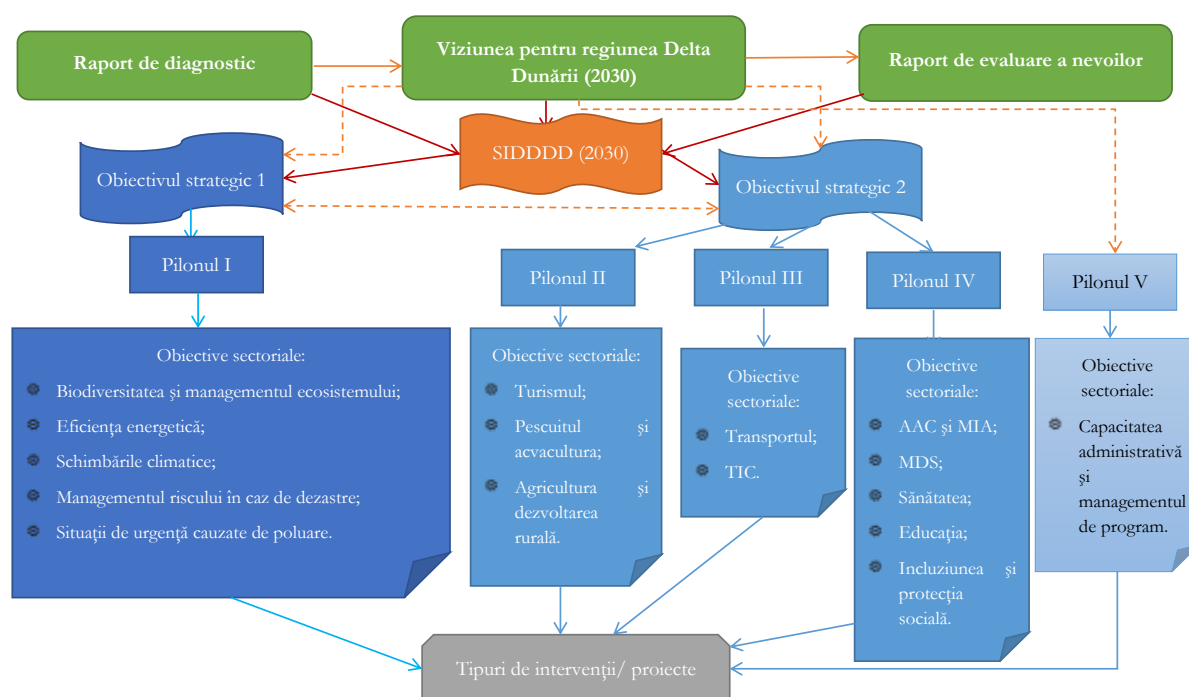 Raport de diagnostic
Viziunea pentru regiunea Delta
Dunării (2030)
Raport de evaluare a nevoilor
SIDDDD (2030)
Obiectivul strategic 1
Obiectivul strategic 2
Pilonul I
Pilonul II
Pilonul III
Pilonul IV
Pilonul V
Obiective sectoriale:
Biodiversitatea şi managementul ecosistemului;
Eficienţa energetică;
Schimbările climatice;
Managementul riscului în caz de dezastre;
Situaţii de urgenţă cauzate de poluare.
Obiective sectoriale:
Turismul;
Pescuitul şi
acvacultura;
Agricultura şi
dezvoltarea
rurală.
Obiective
sectoriale:
Transportul;
TIC.
Obiective
sectoriale:
AAC şi MIA;
MDS;
Sănătatea;
Educaţia;
Incluziunea şi
protecţia
socială.
Obiective
sectoriale:
Capacitatea
administrativă
şi
managementul
de program.
Tipuri de intervenţii/ proiecte